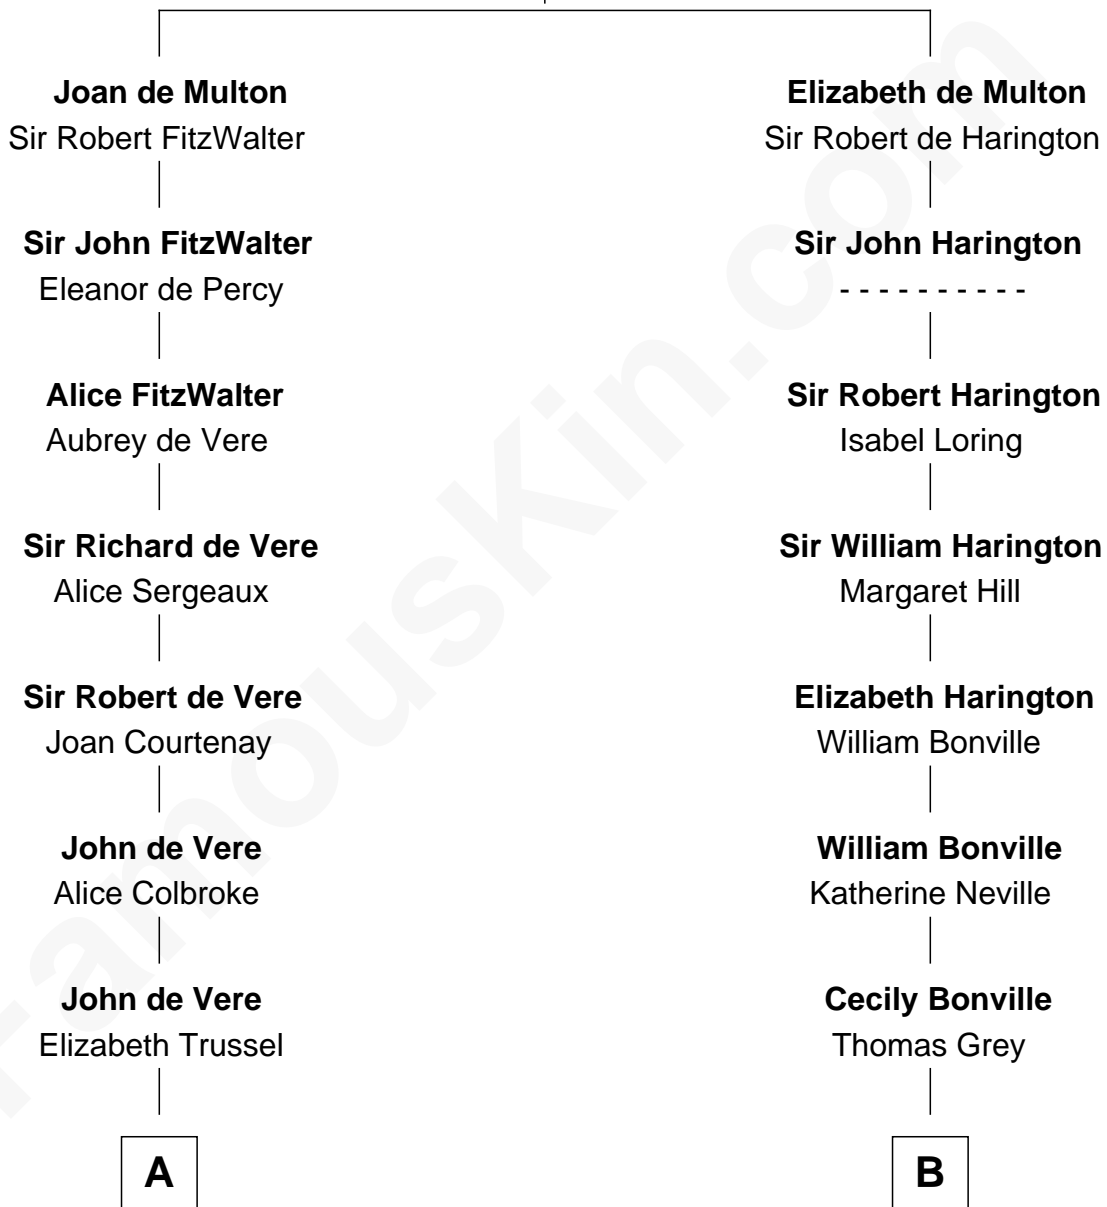 Joan de Multon
Sir Robert FitzWalter
Sir John FitzWalter
Eleanor de Percy
Alice FitzWalter
Aubrey de Vere
Sir Richard de Vere
Alice Sergeaux
Sir Robert de Vere
Joan Courtenay
John de Vere
Alice Colbroke
John de Vere
Elizabeth Trussel
A
Elizabeth de Multon
Sir Robert de Harington
Sir John Harington
- - - - - - - - - -
Sir Robert Harington
Isabel Loring
Sir William Harington
Margaret Hill
Elizabeth Harington
William Bonville
William Bonville
Katherine Neville
Cecily Bonville
Thomas Grey
B
FamousKin.com